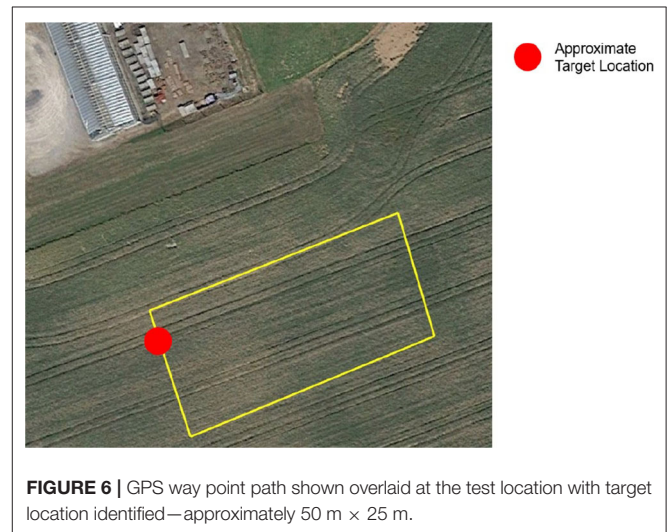 Approximate
Target Location
FIGURE 6 | GPS way point path shown overlaid at the test location with target
location identified—approximately 50 m × 25 m.